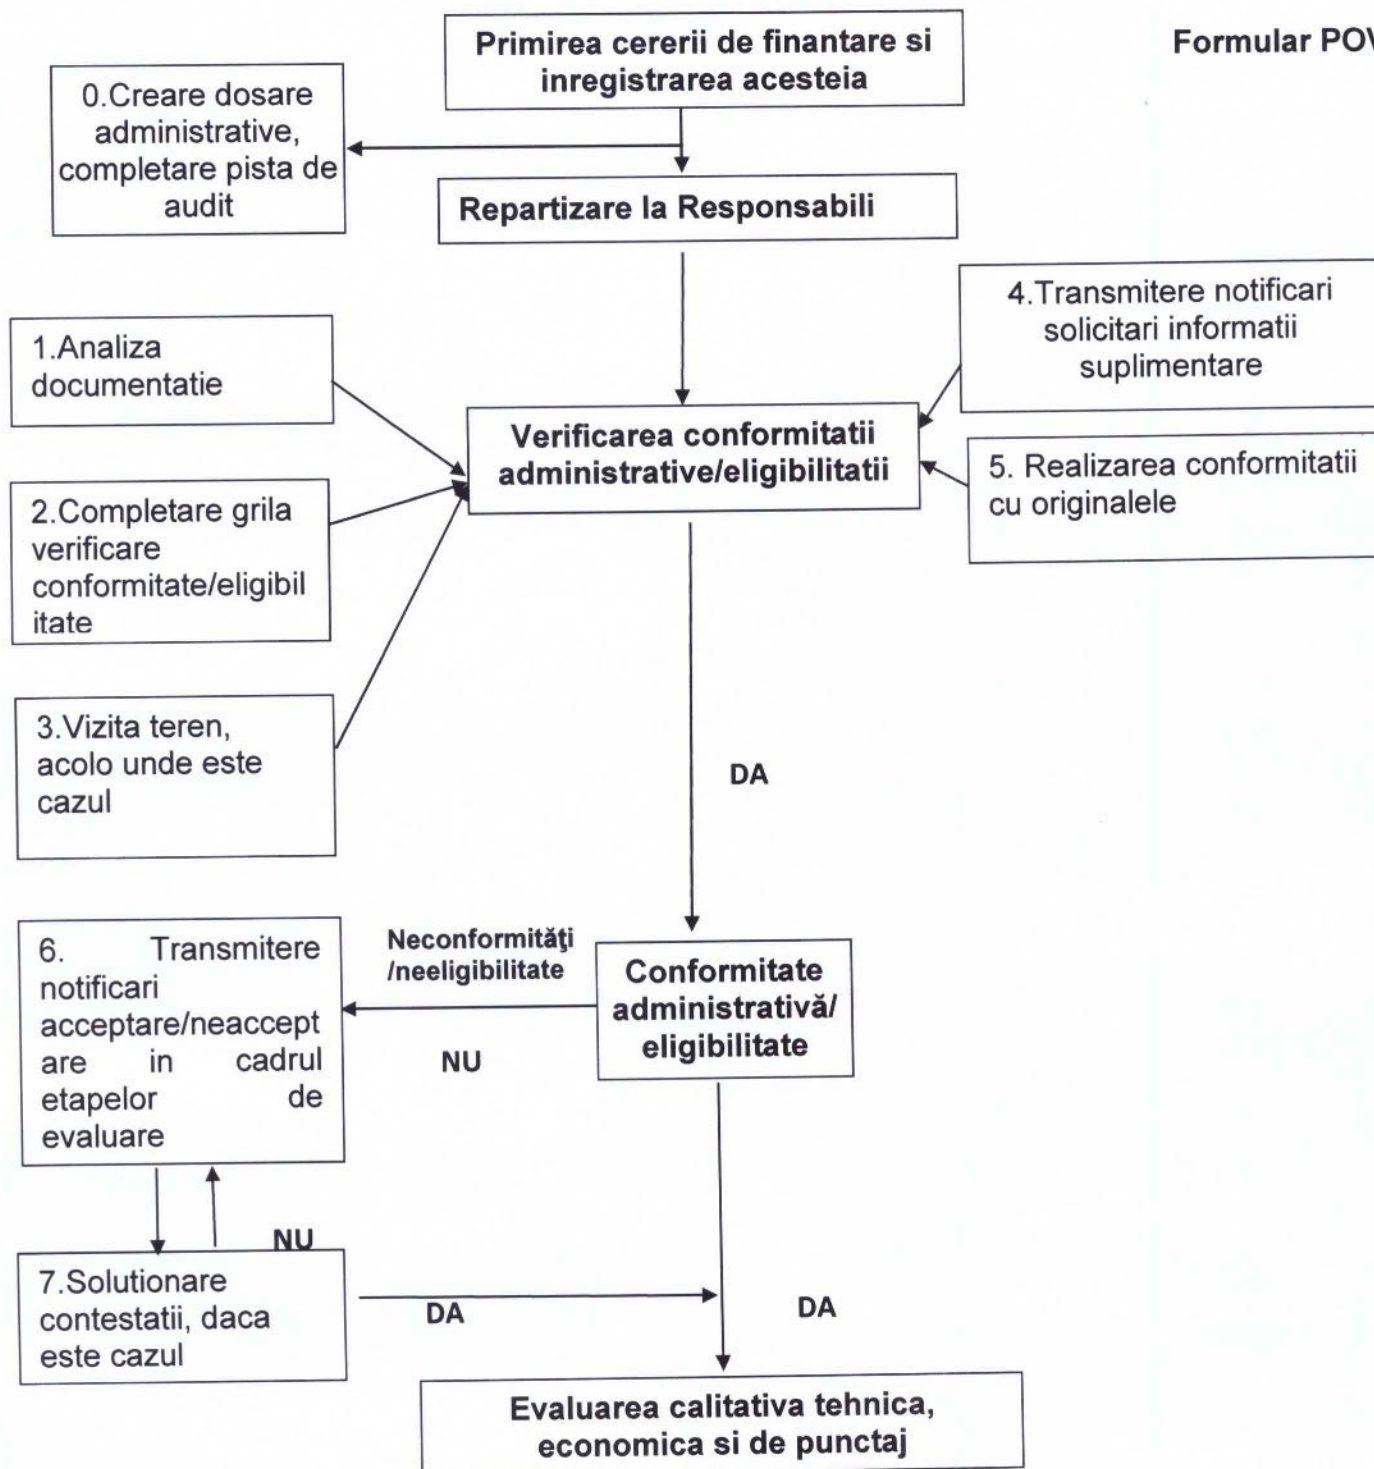 Primirea cererii de finantare si
inregistrarea acesteia
Formular POV
0.Creare dosare
administrative,
completare pista de
audit
Repartizare la Responsabili
4.Transmitere notificari
solicitari informatii
suplimentare
1.Analiza
documentatie
Verificarea conformitatii
administrative/eligibilitatii
5. Realizarea conformitatii
cu originalele
2.Completare grila
verificare
conformitate/eligibil
itate
3.Vizita teren,
acolo unde este
cazul
DA
6. Transmitere
notificari
acceptare/neaccept
are in cadrul
etapelor de
evaluare
Neconformităţi
/neeligibilitate
NU
Conformitate
administrativă/
eligibilitate
NU
7.Solutionare
contestatii, daca
este cazul
DA
DA
Evaluarea calitativa tehnica,
economica si de punctaj